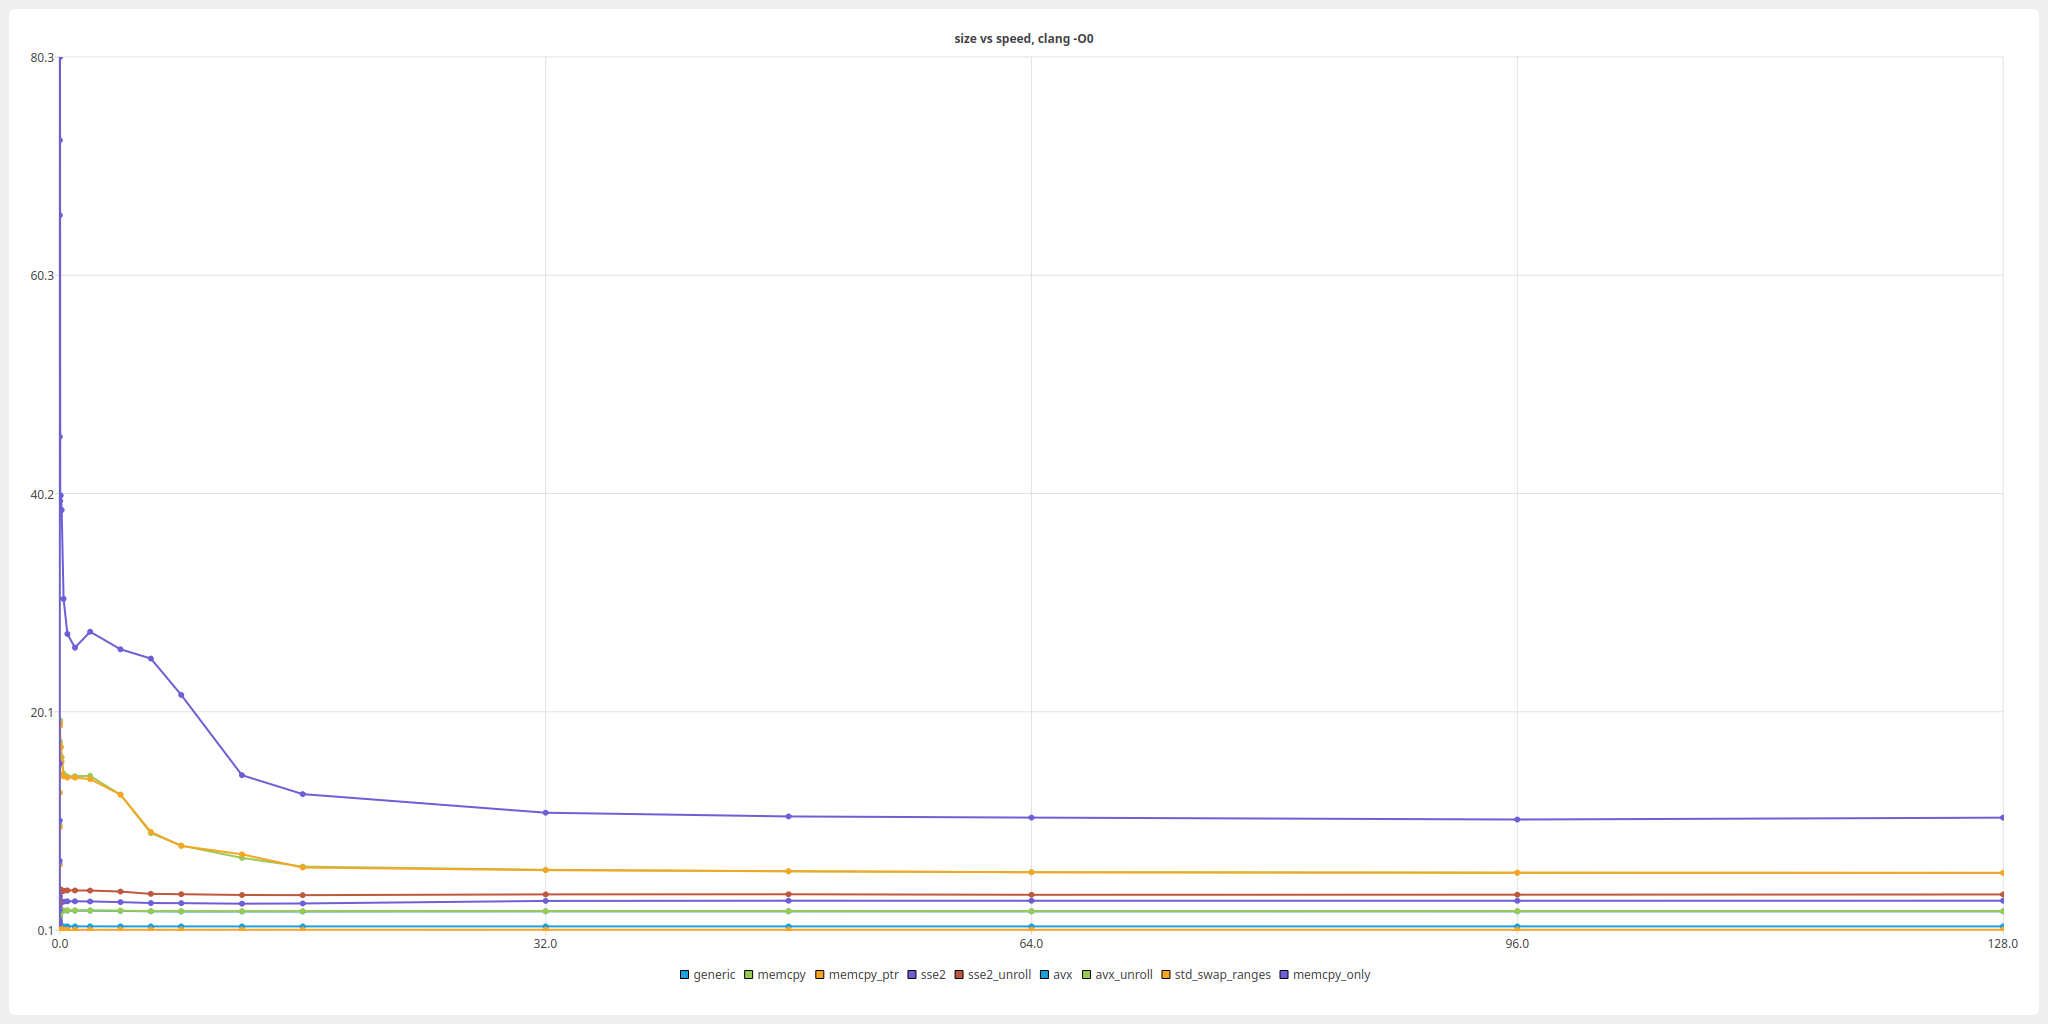 size vs speed, clang -O0
80.3
60.3
40.2
20.1
0.1
0.0 32.0 64.0 96.0 128.0
generic memcpy memcpy_ptr sse2 sse2_unroll avx avx_unroll std_swap_ranges memcpy_only